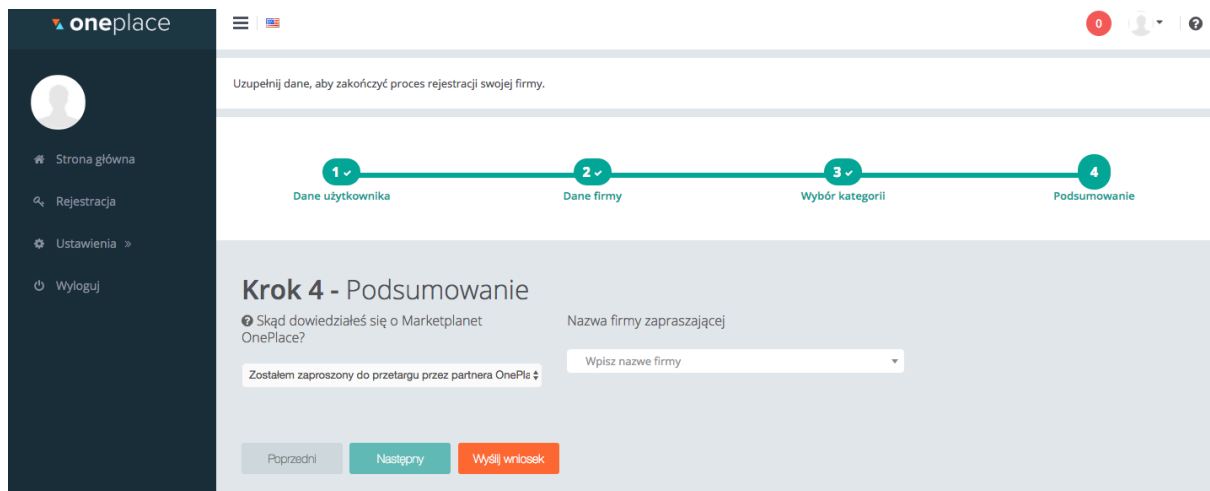 oneplace
0
Uzupełnij dane, aby zakończyć proces rejestracji swojej firmy.
Strona główna
Rejestracja
Ustawienia »
Wyloguj
1
2
3
4
Dane użytkownika
Dane firmy
Wybór kategorii
Podsumowanie
Krok 4 - Podsumowanie
Skąd dowiedziałeś się o Marketplanet
OnePlace?
Zostałem zaproszony do przetargu przez partnera OnePla
Nazwa firmy zapraszającej
Wpisz nazwe firmy
Poprzedni
Następny
Wyślij wniosek